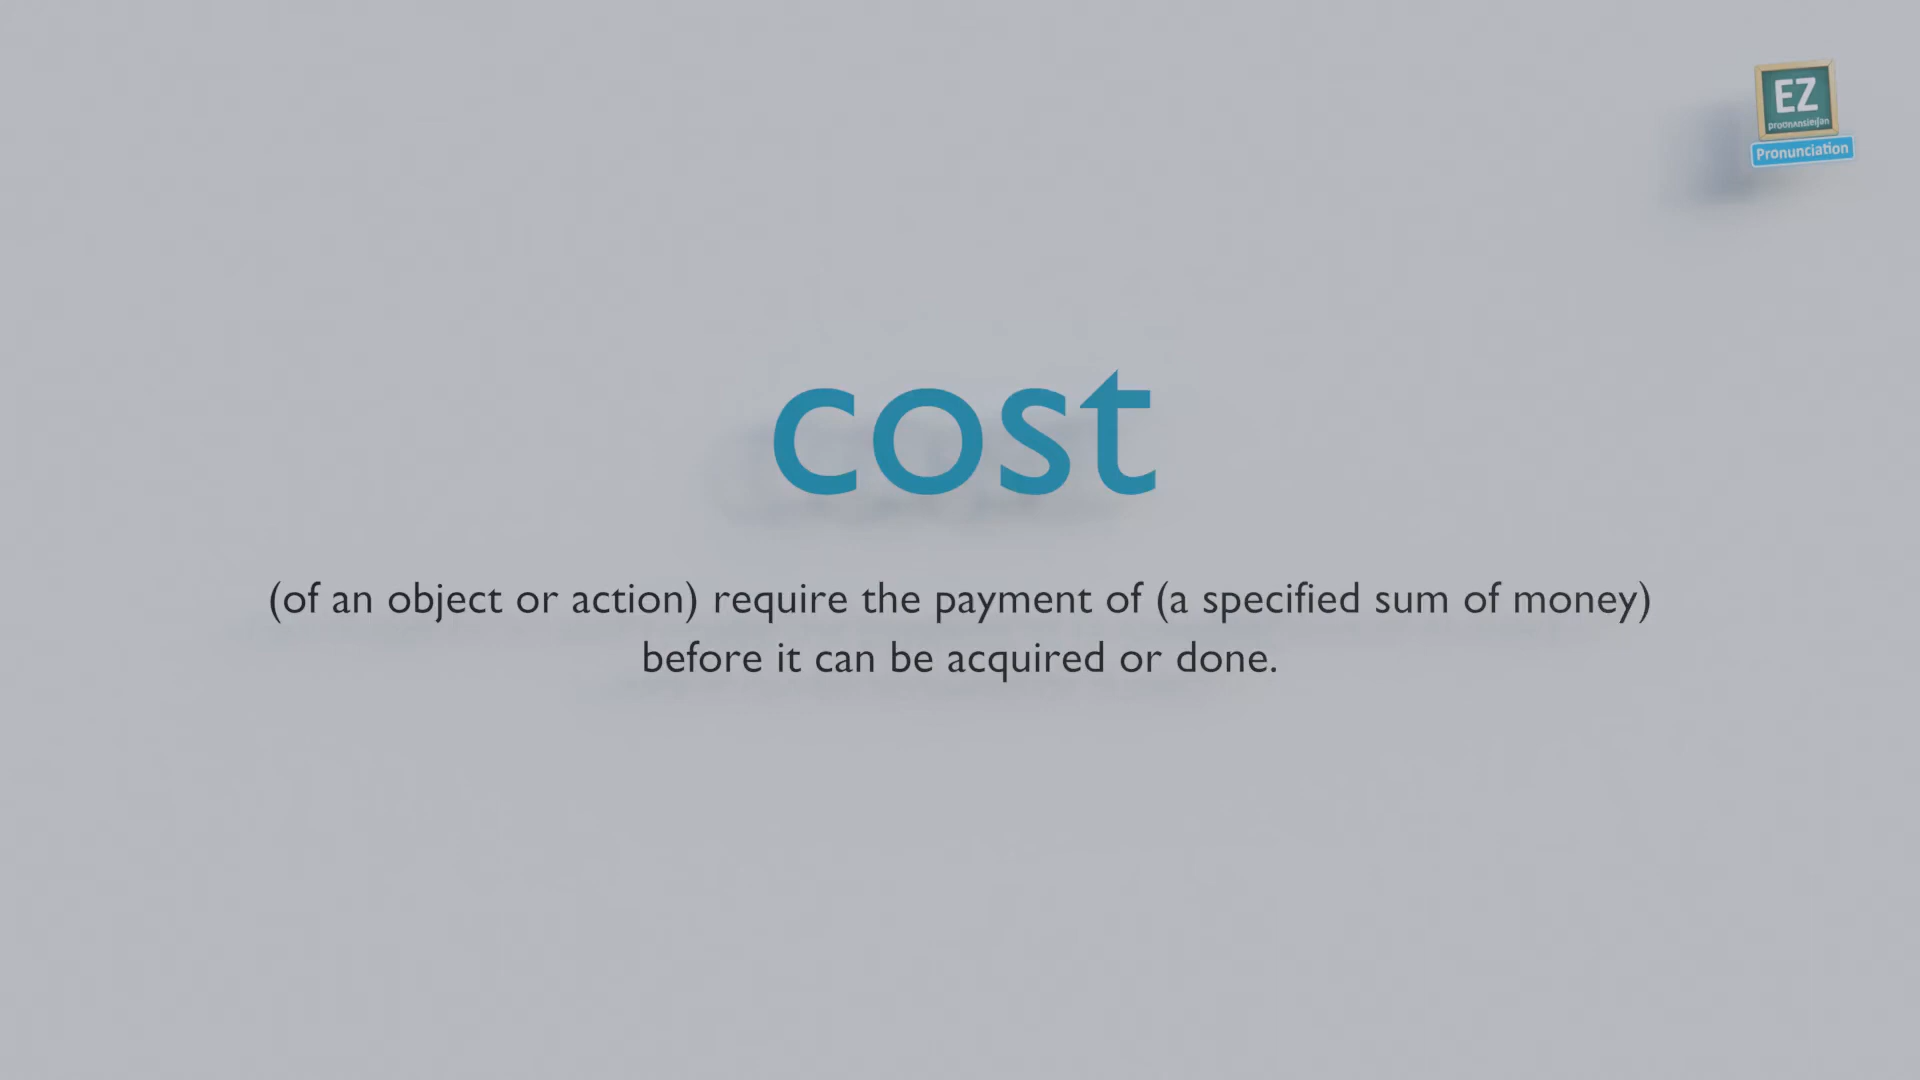 EZ
Pronunciation
cost
(of an object or action) require the payment of (a specified sum of money)
before it can be acquired or done.